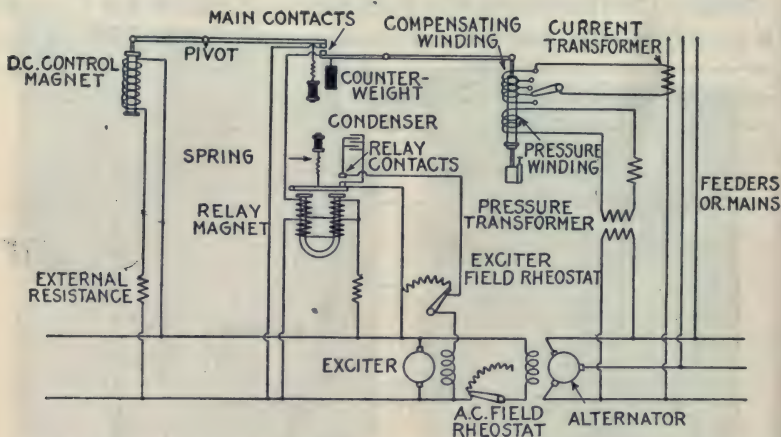 MAIN CONTACTS
COMPENSATING
WINDING
CURRENT
TRANSFORMER
PIVOT
D.C. CONTROL
MAGNET
COUNTER-
WEIGHT
CONDENSER
SPRING
RELAY
CONTACTS
PRESSURE
WINDING
RELAY
MAGNET
PRESSURE
TRANSFORMER
FEEDERS
OR MAINS
EXTERNAL
RESISTANCE
EXCITER
FIELD RHEOSTAT
EXCITER
A.C. FIELD
RHEOSTAT
ALTERNATOR